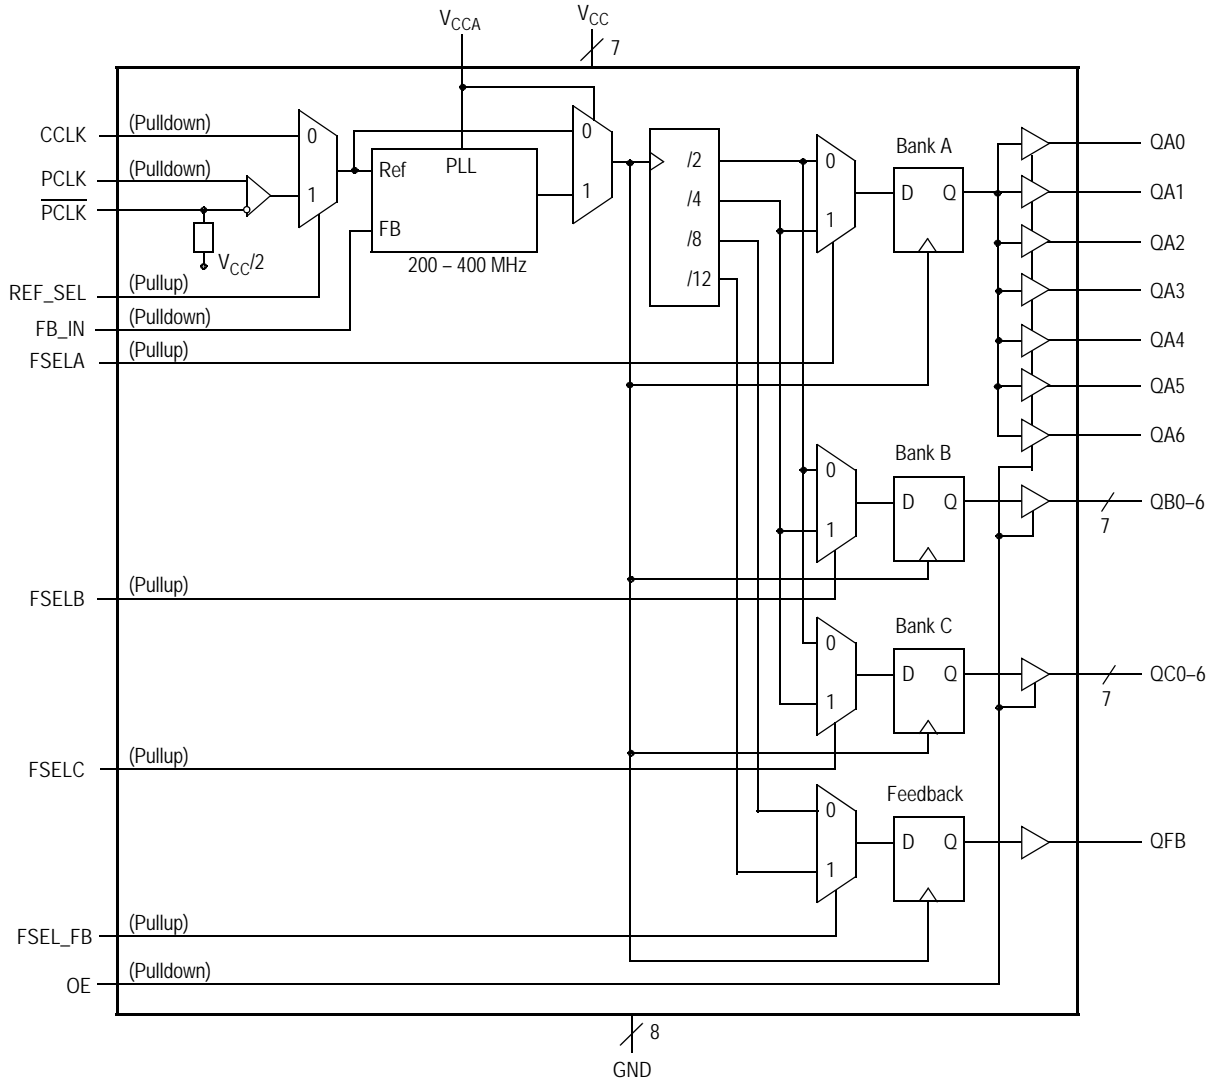 VCCA
VCC
7
CCLK
(Pulldown)
0
PCLK
(Pulldown)
1
PCLK
VCC/2
REF_SEL
(Pullup)
FB_IN
(Pulldown)
FSELA
(Pullup)
Ref
PLL
FB
200 – 400 MHz
0
1
/2
/4
/8
/12
0
1
Bank A
D
Q
QA0
QA1
QA2
QA3
QA4
QA5
QA6
FSELB
(Pullup)
0
1
Bank B
D
Q
7
QB0–6
FSELC
(Pullup)
0
1
Bank C
D
Q
7
QC0–6
FSEL_FB
(Pullup)
0
1
Feedback
D
Q
QFB
OE
(Pulldown)
8
GND